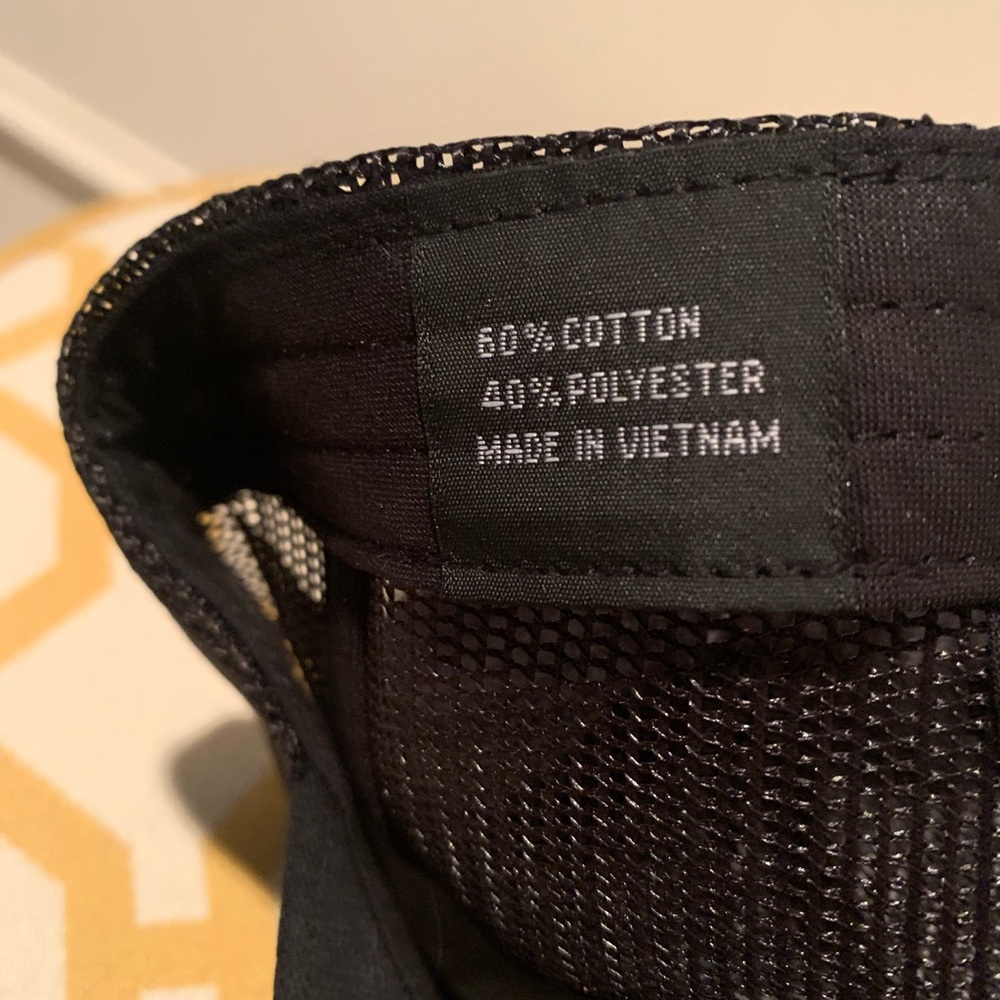 60% COTTON
40% POLYESTER
MADE IN VIETNAM